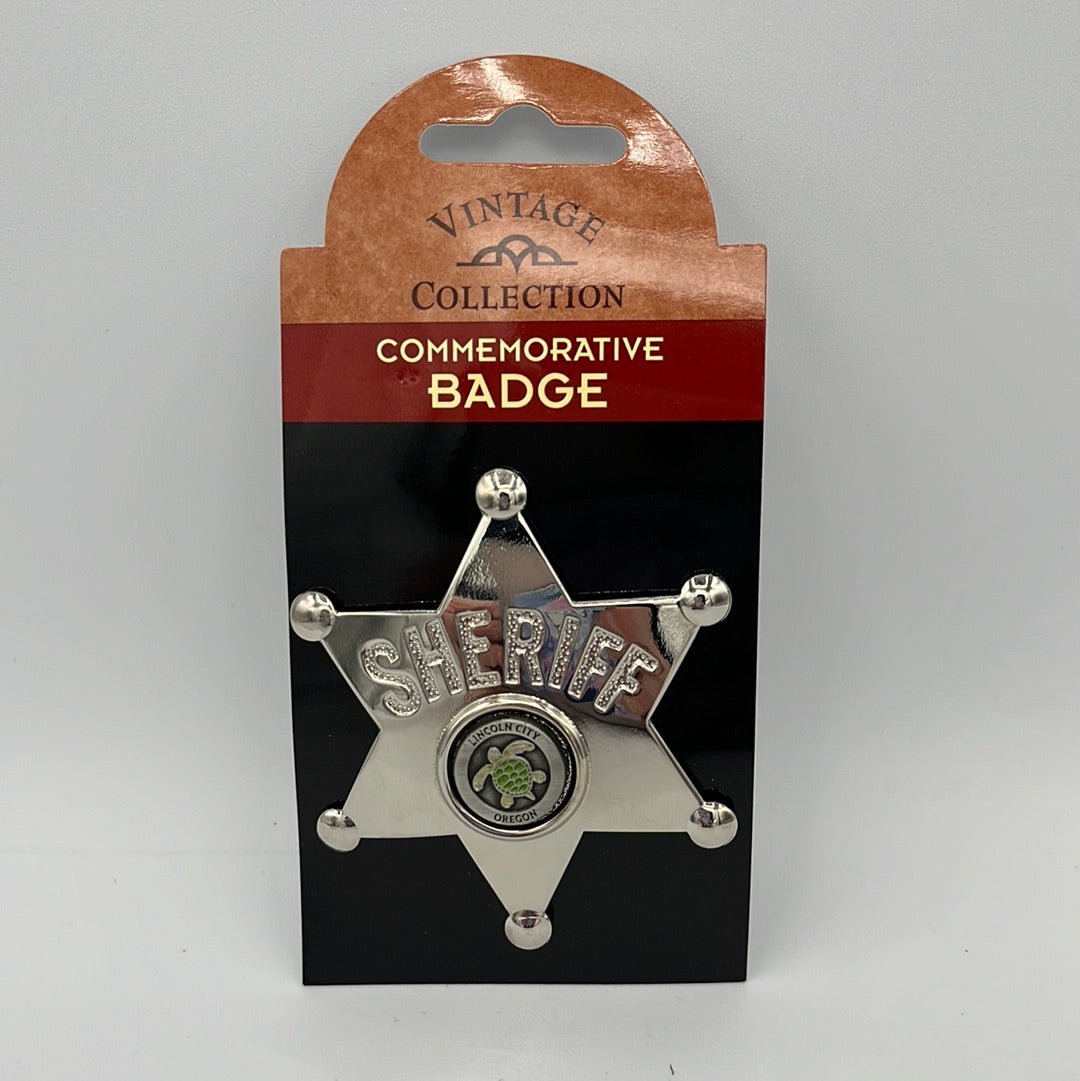 VINTAGE
COLLECTION
COMMEMORATIVE
BADGE
SHERIFF
LINCOLN CITY
OREGON